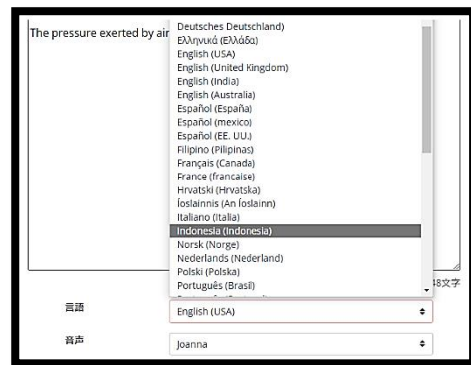 The pressure exerted by air
Deutsches Deutschland)
Ελληνικά (Ελλάδα)
English (USA)
English (United Kingdom)
English (India)
English (Australia)
Español (España)
Español (mexico)
Español (EE. UU.)
Filipino (Pilipinas)
Français (Canada)
France (francaise)
Hrvatski (Hrvatska)
Íoslainnis (An Íoslainn)
Italiano (Italia)
Indonesia (Indonesia)
Norsk (Norge)
Nederlands (Nederland)
Polski (Polska)
Português (Brasil)
48文字
言語
English (USA)
音声
Joanna